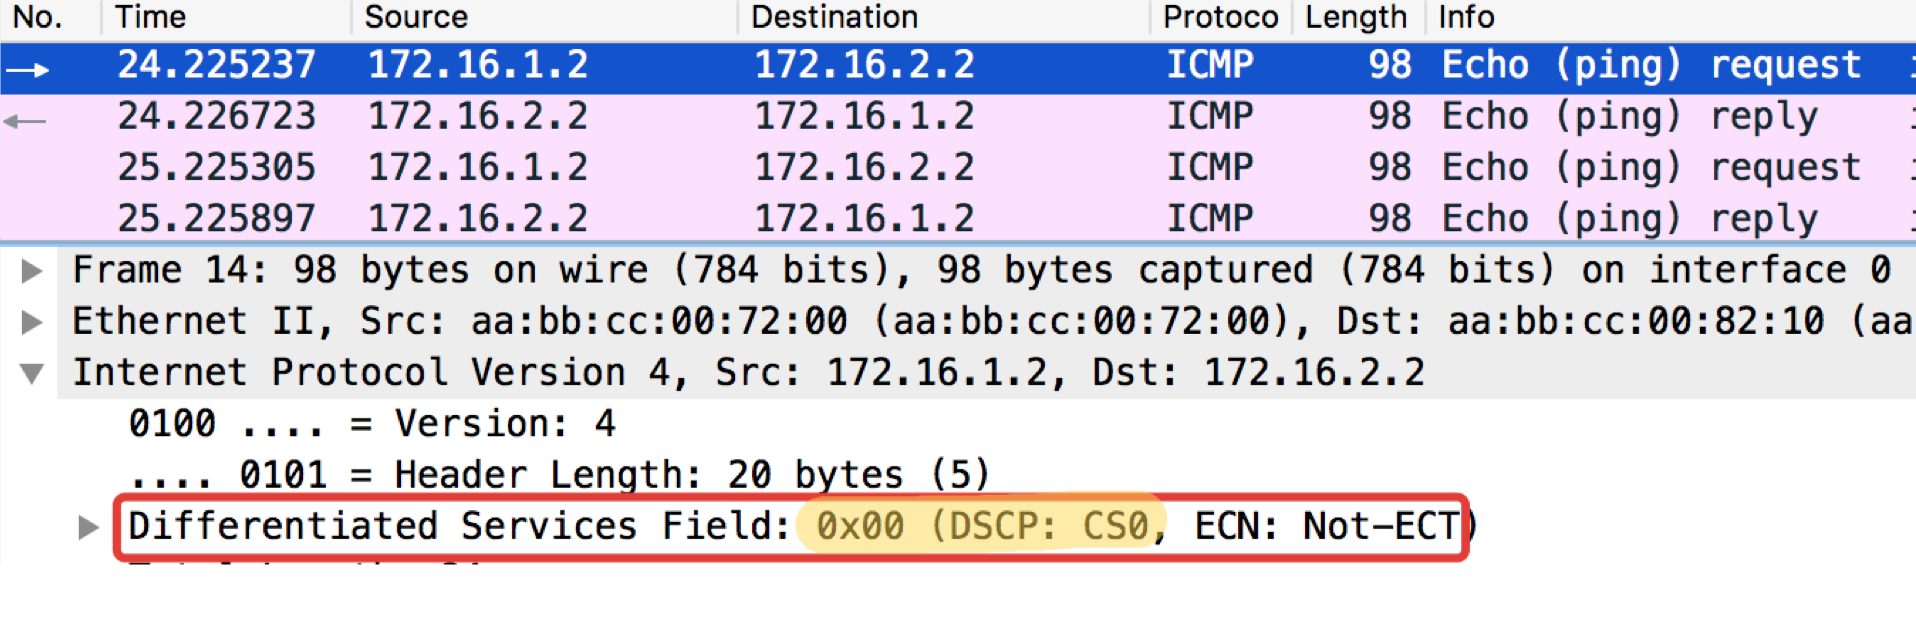 No. Time Source Destination Protoco Length Info
24.225237 172.16.1.2 172.16.2.2 ICMP 98 Echo (ping) request
24.226723 172.16.2.2 172.16.1.2 ICMP 98 Echo (ping) reply
25.225305 172.16.1.2 172.16.2.2 ICMP 98 Echo (ping) request
25.225897 172.16.2.2 172.16.1.2 ICMP 98 Echo (ping) reply
Frame 14: 98 bytes on wire (784 bits), 98 bytes captured (784 bits) on interface 0
Ethernet II, Src: aa:bb:cc:00:72:00 (aa:bb:cc:00:72:00), Dst: aa:bb:cc:00:82:10 (aa
Internet Protocol Version 4, Src: 172.16.1.2, Dst: 172.16.2.2
0100 .... = Version: 4
.... 0101 = Header Length: 20 bytes (5)
Differentiated Services Field: 0x00 (DSCP: CS0, ECN: Not-ECT)